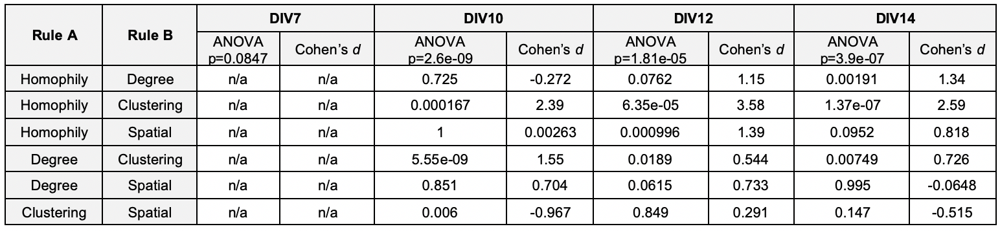 Rule A Rule B DIV7 DIV10 DIV12 DIV14
ANOVA p=0.0847 Cohen's d ANOVA p=2.6e-09 Cohen's d ANOVA p=1.81e-05 Cohen's d ANOVA p=3.9e-07 Cohen's d
Homophily Degree n/a n/a 0.725 -0.272 0.0762 1.15 0.00191 1.34
Homophily Clustering n/a n/a 0.000167 2.39 6.35e-05 3.58 1.37e-07 2.59
Homophily Spatial n/a n/a 1 0.00263 0.000996 1.39 0.0952 0.818
Degree Clustering n/a n/a 5.55e-09 1.55 0.0189 0.544 0.00749 0.726
Degree Spatial n/a n/a 0.851 0.704 0.0615 0.733 0.995 -0.0648
Clustering Spatial n/a n/a 0.006 -0.967 0.849 0.291 0.147 -0.515